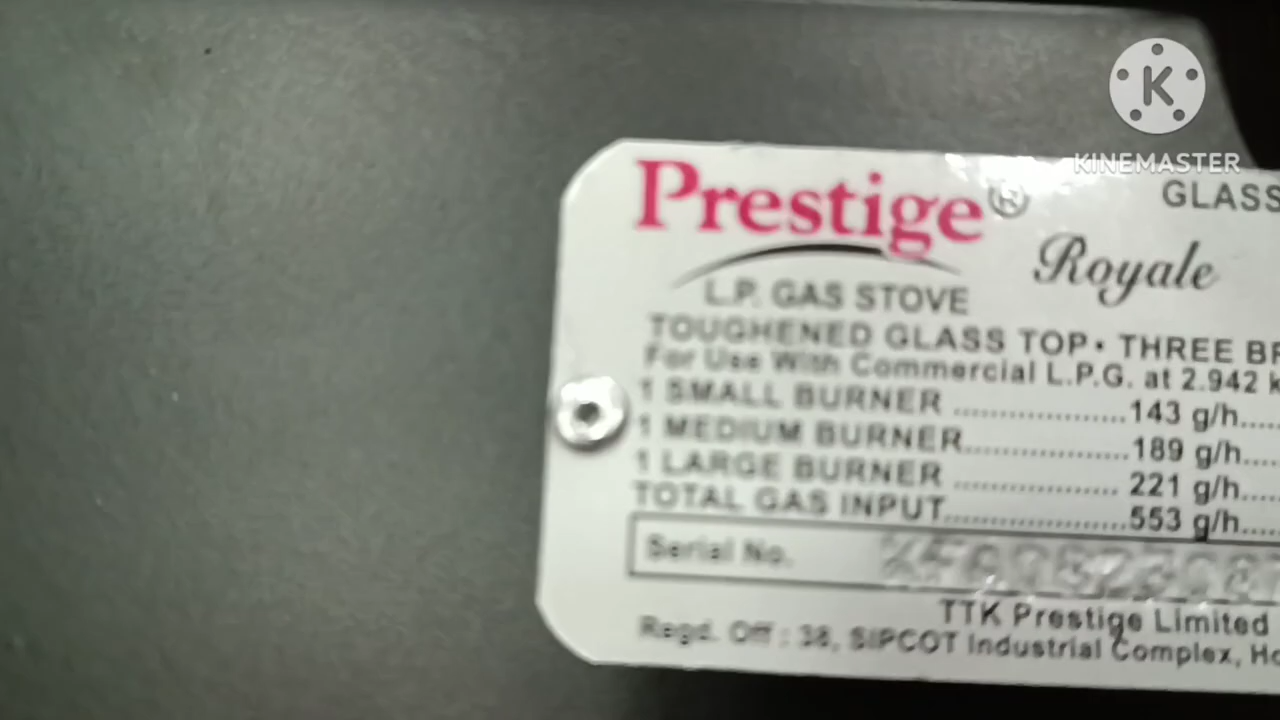 K
KINEMASTER
Prestige®
GLASS
Royale
L.P. GAS STOVE
TOUGHENED GLASS TOP • THREE
For Use With Commercial L.P.G. at 2.942
1 SMALL BURNER ....................143 g/h.....
1 MEDIUM BURNER....................189 g/h.....
1 LARGE BURNER ................... 221 g/h.....
TOTAL GAS INPUT......................553 g/h.....
Serial No.
TTK Prestige Limited
Regd. Off : 38, SIPCOT Industrial Complex,